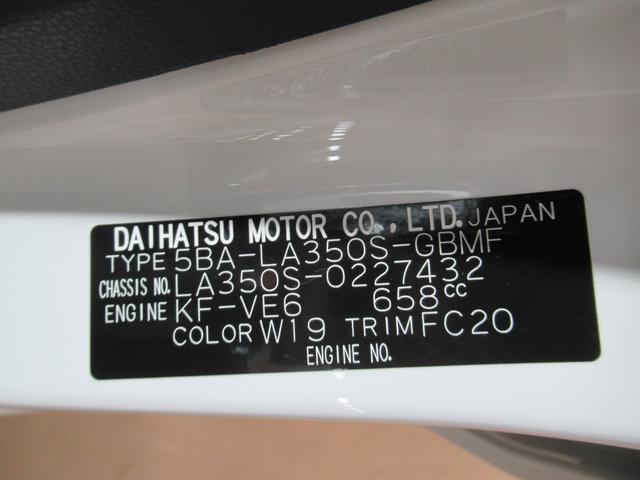 DAIHATSU MOTOR CO., LTD. JAPAN
TYPE 5BA-LA350S-GBMF
CHASSIS NO. LA350S-0227432
ENGINE KF-VE6 658cc
COLOR W19 TRIM FC20
ENGINE NO.